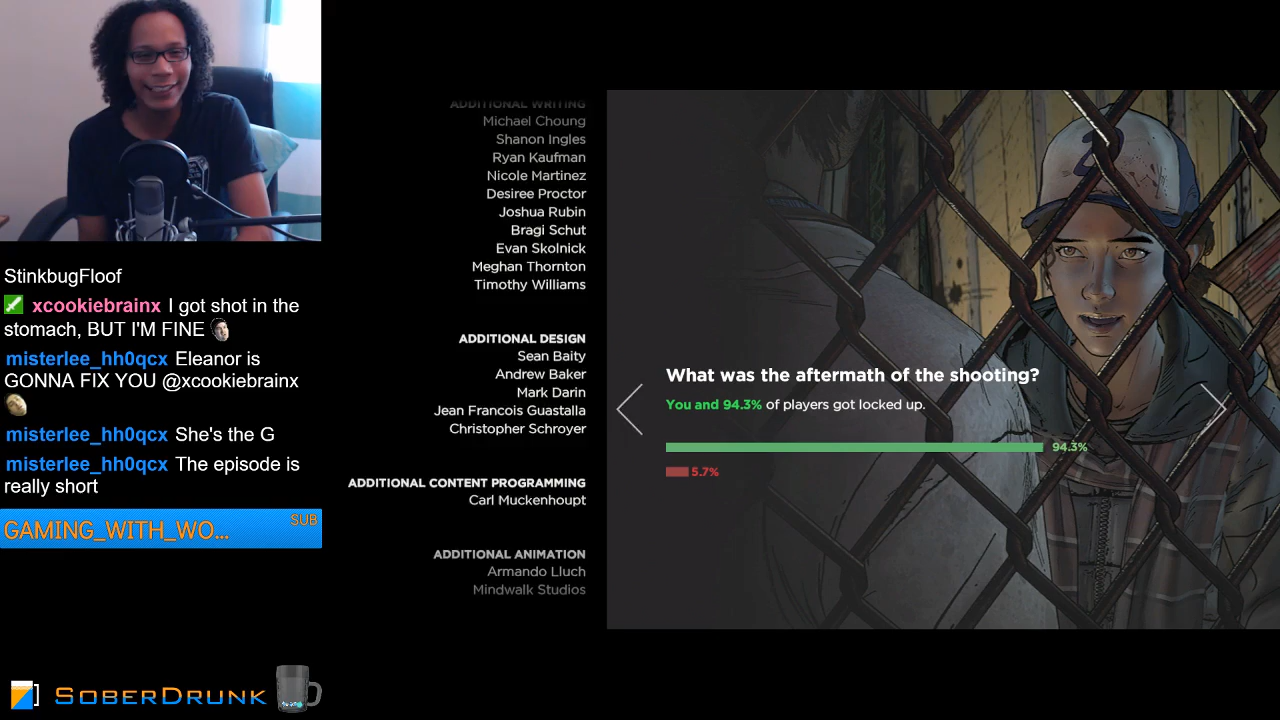 StinkbugFloof
xcookiebrainx I got shot in the
stomach, BUT I'M FINE
misterlee_hh0qcx Eleanor is
GONNA FIX YOU @xcookiebrainx
misterlee_hh0qcx She's the G
misterlee_hh0qcx The episode is
really short
GAMING_WITH_WO...
SUB
SOBERDRUNK
ADDITIONAL WRITING
Michael Choung
Shanon Ingles
Ryan Kaufman
Nicole Martinez
Desiree Proctor
Joshua Rubin
Bragi Schut
Evan Skolnick
Meghan Thornton
Timothy Williams
ADDITIONAL DESIGN
Sean Baity
Andrew Baker
Mark Darin
Jean Francois Guastalla
Christopher Schroyer
ADDITIONAL CONTENT PROGRAMMING
Carl Muckenhoupt
ADDITIONAL ANIMATION
Armando Lluch
Mindwalk Studios
What was the aftermath of the shooting?
You and 94.3% of players got locked up.
94.3%
5.7%